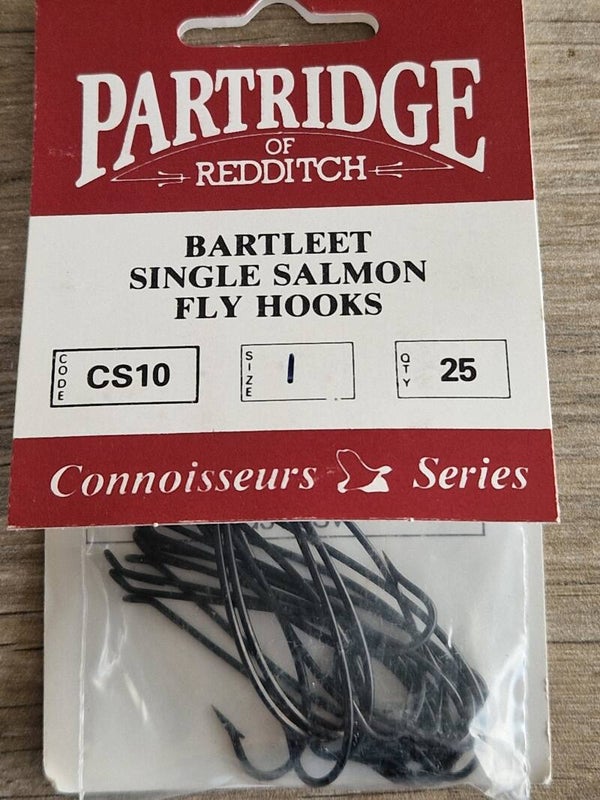 PARTRIDGE
OF
REDDITCH
BARTLEET
SINGLE SALMON
FLY HOOKS
CODE CS10 SIZE 1 QTY 25
Connoisseurs Series